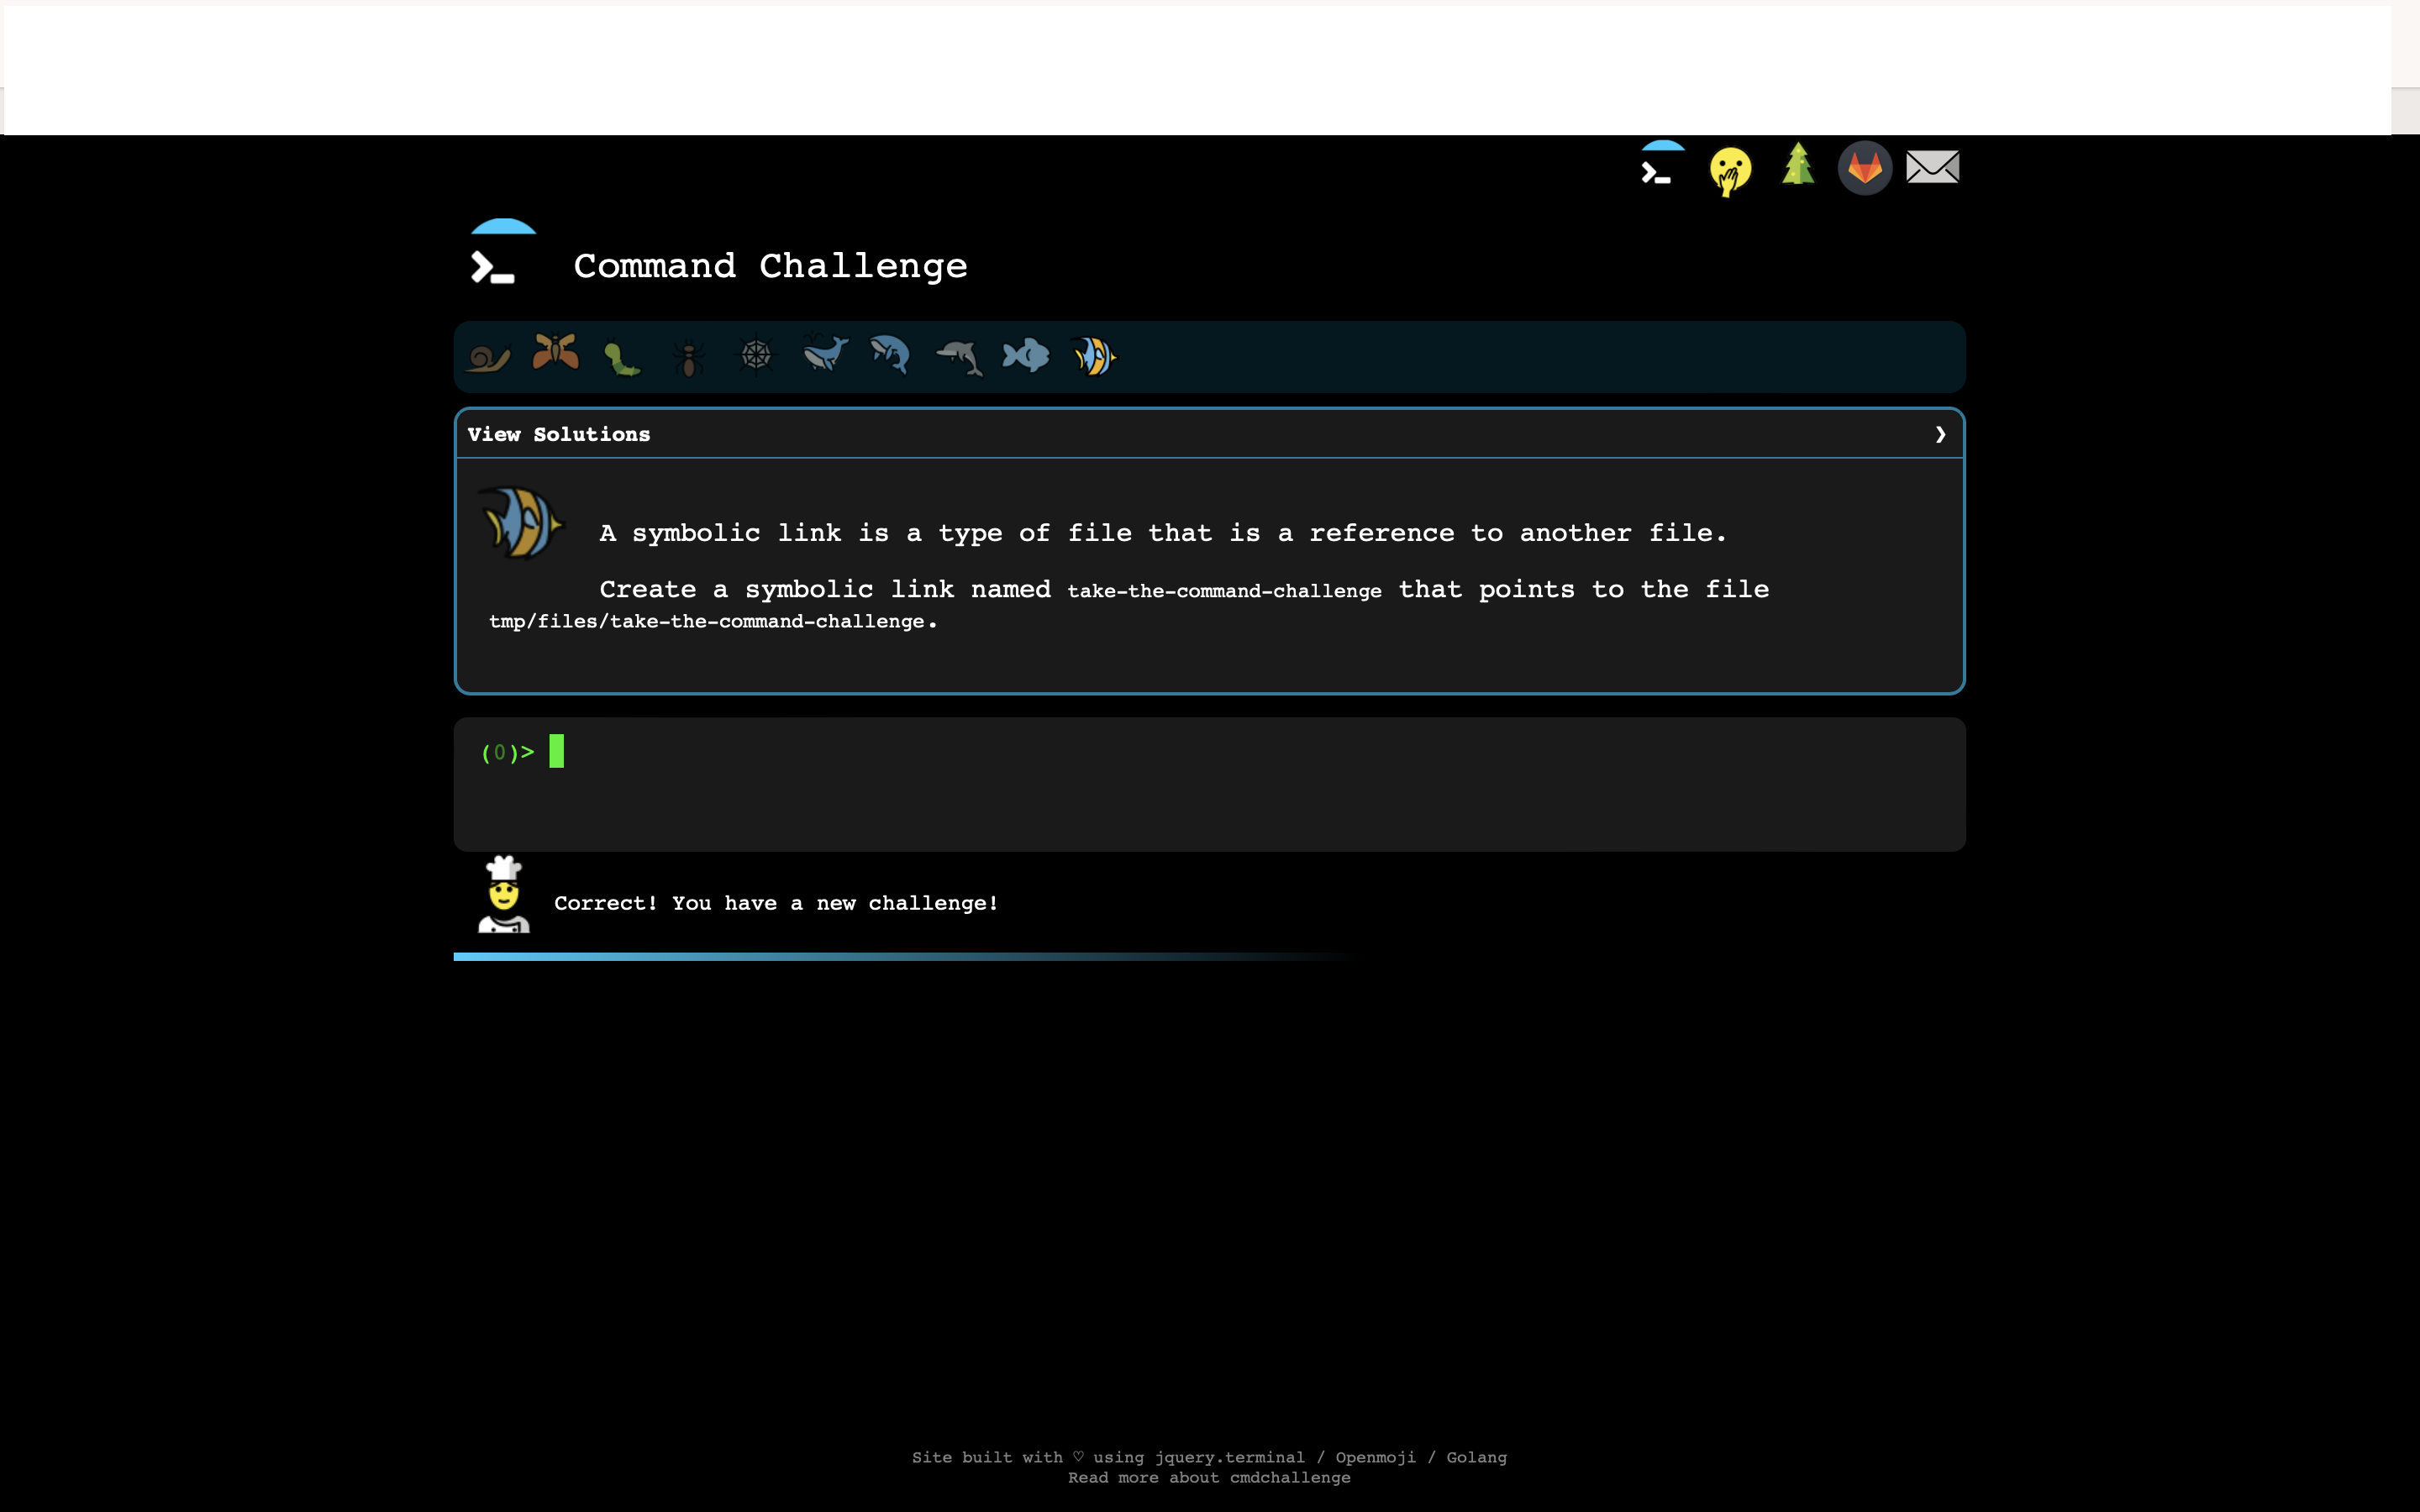 Command Challenge
View Solutions ❯
A symbolic link is a type of file that is a reference to another file.
Create a symbolic link named take-the-command-challenge that points to the file
tmp/files/take-the-command-challenge.
(0)>
Correct! You have a new challenge!
Site built with ♡ using jquery.terminal / Openmoji / Golang
Read more about cmdchallenge